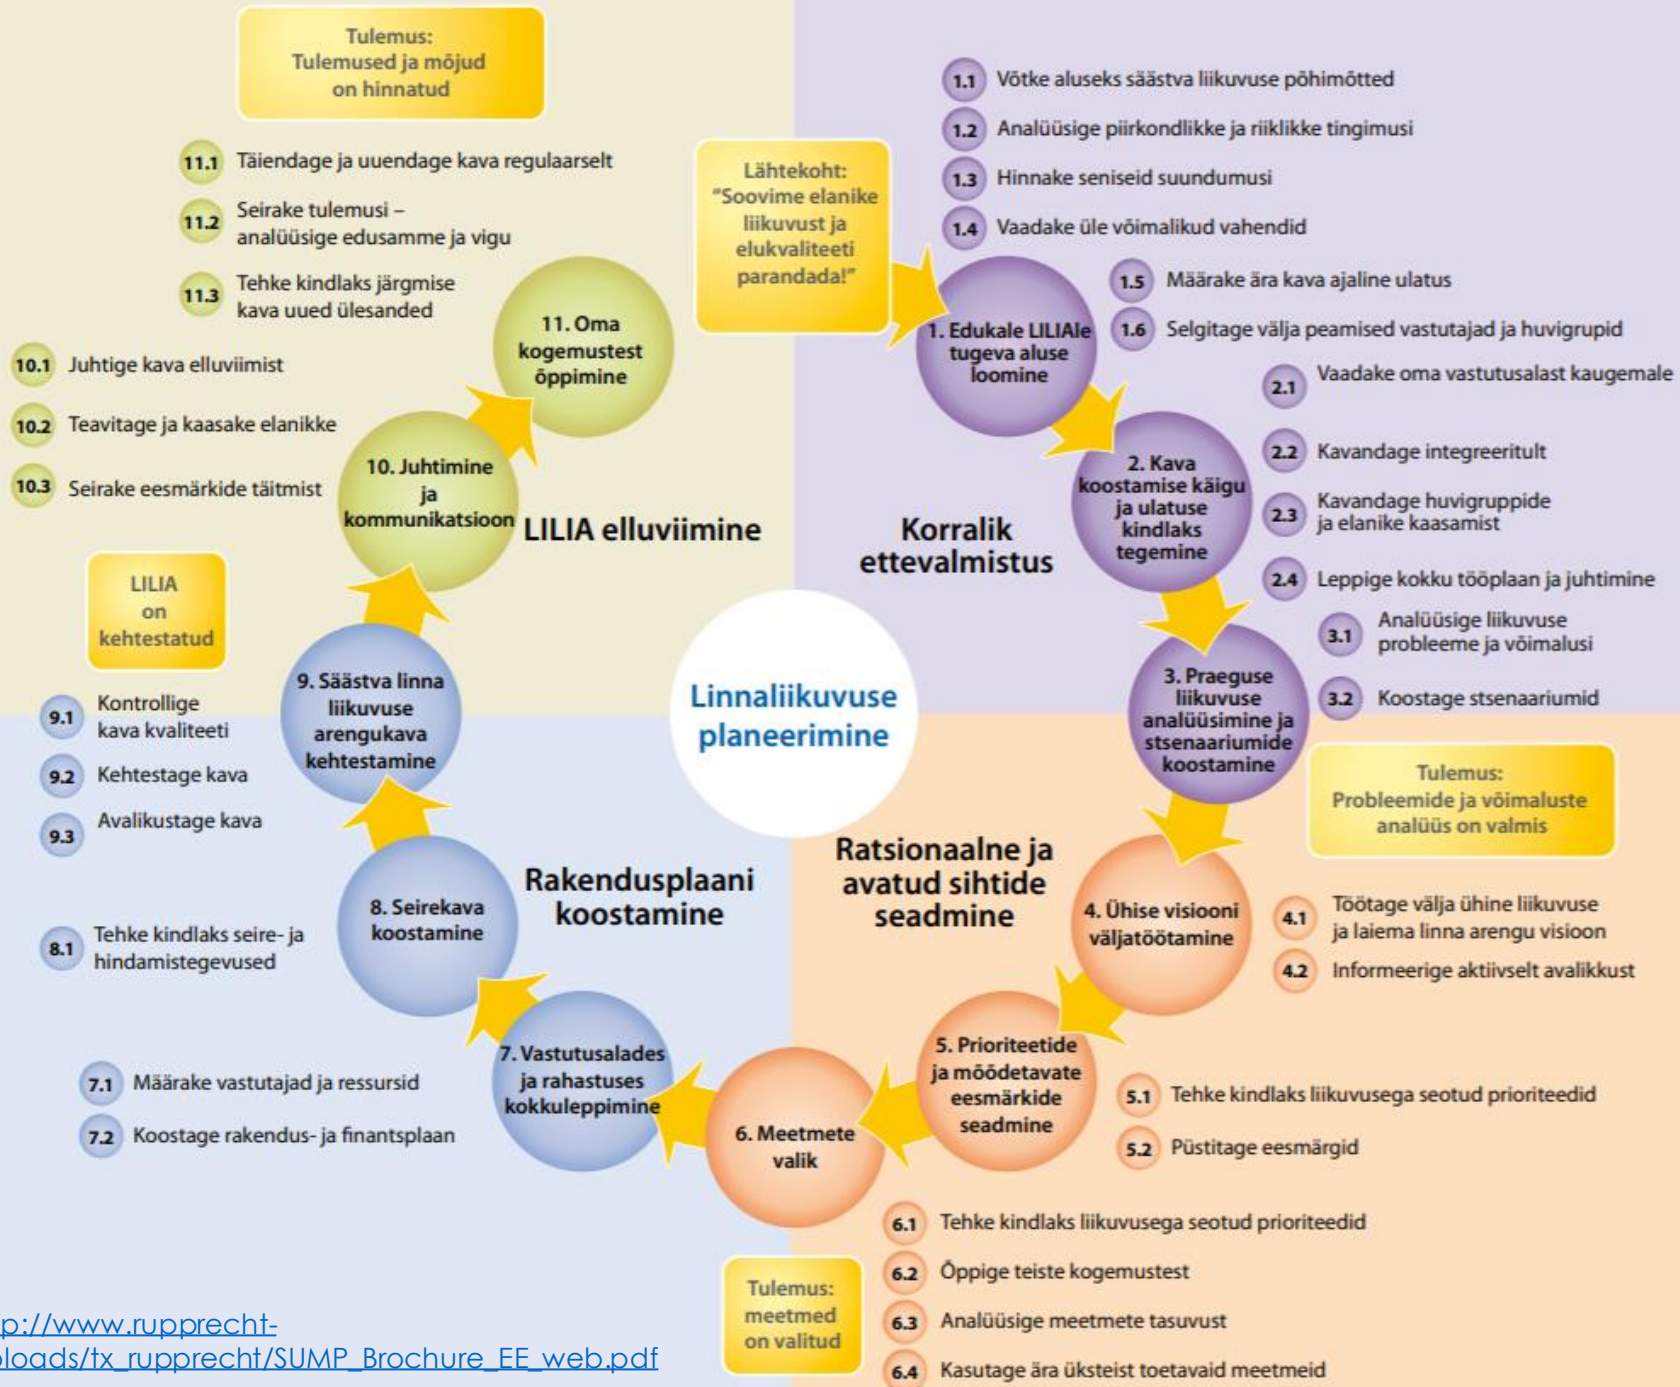 Tulemus:
Tulemused ja mõjud
on hinnatud
11.1 Täiendage ja uuendage kava regulaarselt
11.2 Seirake tulemusi –
analüüsige edusamme ja vigu
11.3 Tehke kindlaks järgmise
kava uued ülesanded
10.1 Juhtige kava elluviimist
10.2 Teavitage ja kaasake elanikke
10.3 Seirake eesmärkide täitmist
11. Oma
kogemustest
õppimine
10. Juhtimine
ja
kommunikatsioon
LILIA elluviimine
Lähtekoht:
"Soovime elanike
liikuvust ja
elukvaliteeti
parandada!"
1.1 Võtke aluseks säästva liikuvuse põhimõtted
1.2 Analüüsige piirkondlikke ja riiklikke tingimusi
1.3 Hinnake seniseid suundumusi
1.4 Vaadake üle võimalikud vahendid
1.5 Määrake ära kava ajaline ulatus
1.6 Selgitage välja peamised vastutajad ja huvigrupid
1. Edukale LILIAle
tugeva aluse
loomine
2.1 Vaadake oma vastutusalast kaugemale
2.2 Kavandage integreeritult
2.3 Kavandage huvigruppide
ja elanike kaasamist
2.4 Leppige kokku tööplaan ja juhtimine
2. Kava
koostamise käigu
ja ulatuse
kindlaks
tegemine
Korralik
ettevalmistus
3.1 Analüüsige liikuvuse
probleeme ja võimalusi
3.2 Koostage stsenaariumid
3. Praeguse
liikuvuse
analüüsimine ja
stsenaariumide
koostamine
Tulemus:
Probleemide ja võimaluste
analüüs on valmis
Linnaliikuvuse
planeerimine
LILIA
on
kehtestatud
9. Säästva linna
liikuvuse
arengukava
kehtestamine
9.1 Kontrollige
kava kvaliteeti
9.2 Kehtestage kava
9.3 Avalikustage kava
Rakendusplaani
koostamine
8. Seirekava
koostamine
8.1 Tehke kindlaks seire- ja
hindamistegevused
7. Vastutusalades
ja rahastuses
kokkuleppimine
7.1 Määrake vastutajad ja ressursid
7.2 Koostage rakendus- ja finantsplaan
Ratsionaalne ja
avatud sihtide
seadmine
4. Ühise visiooni
väljatöötamine
4.1 Töötage välja ühine liikuvuse
ja laiema linna arengu visioon
4.2 Informeerige aktiivselt avalikkust
5. Prioriteetide
ja mõõdetavate
eesmärkide
seadmine
5.1 Tehke kindlaks liikuvusega seotud prioriteedid
5.2 Püstitage eesmärgid
6. Meetmete
valik
6.1 Tehke kindlaks liikuvusega seotud prioriteedid
6.2 Õppige teiste kogemustest
6.3 Analüüsige meetmete tasuvust
6.4 Kasutage ära üksteist toetavaid meetmeid
Tulemus:
meetmed
on valitud
p://www.rupprecht-
ploads/tx_rupprecht/SUMP_Brochure_EE_web.pdf